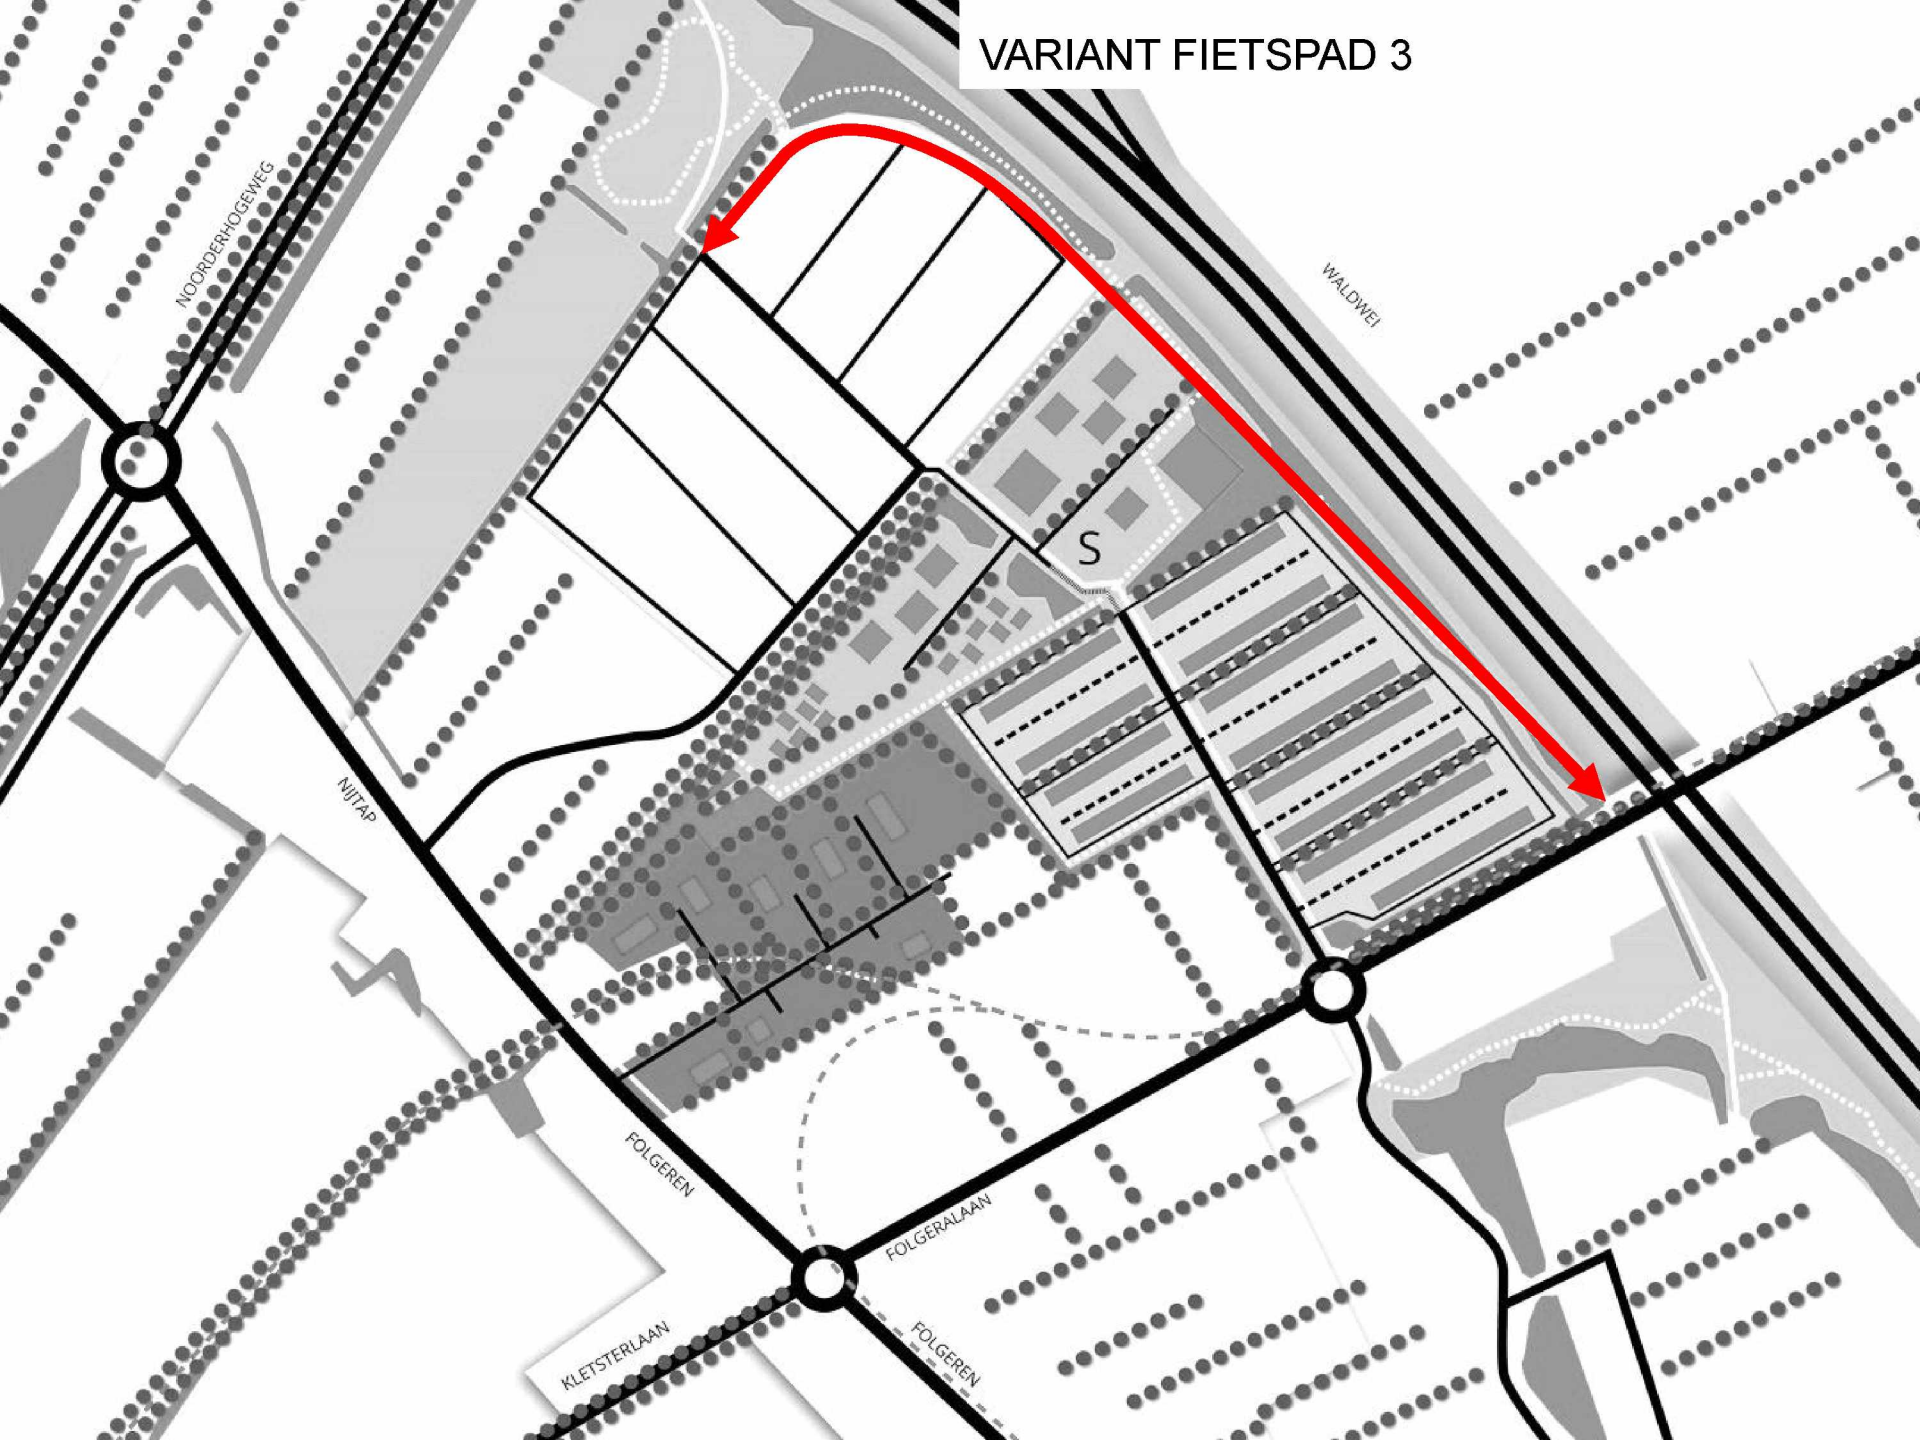 VARIANT FIETSPAD 3
NOORDERHOGEWEG
WALDWEI
S
NIJTAP
FOLGEREN
FOLGERALAAN
KLETSTERLAAN
FOLGEREN